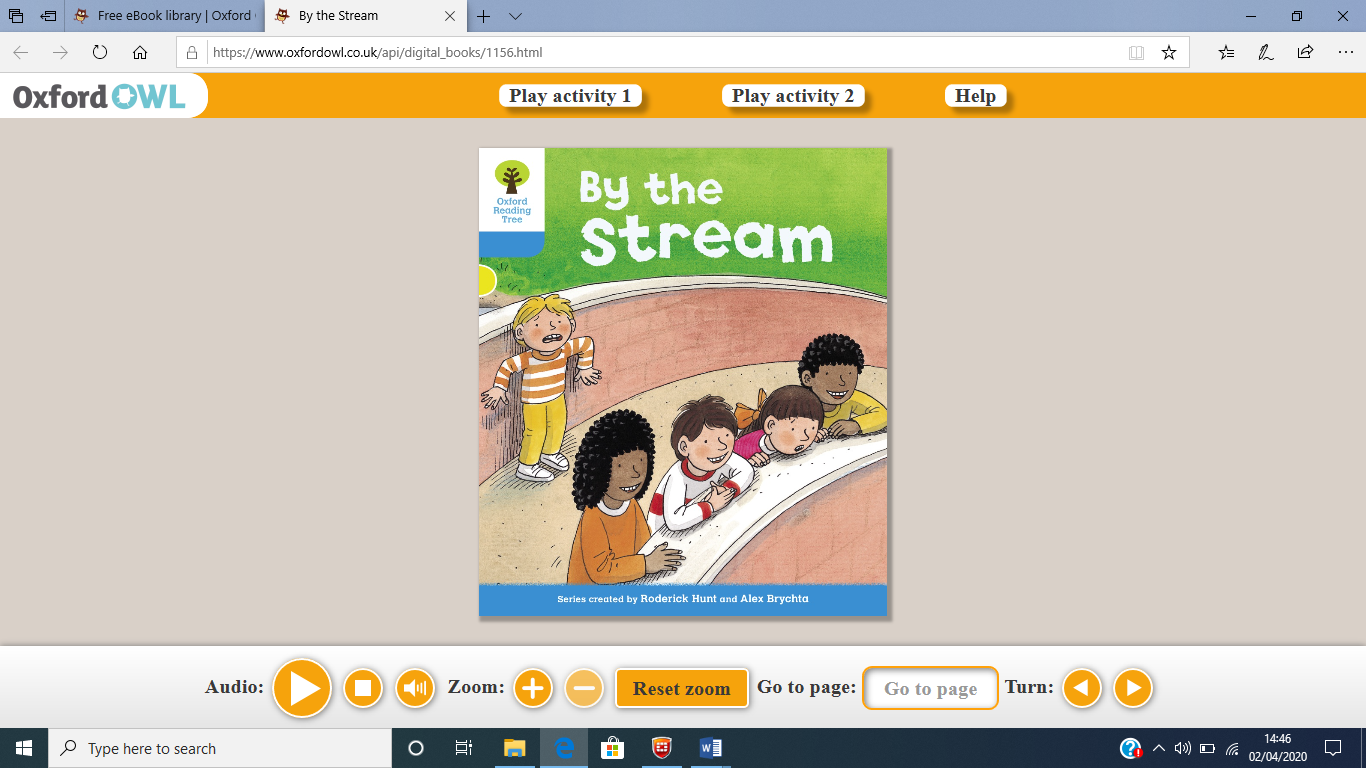 Free eBook library | Oxford
By the Stream
https://www.oxfordowl.co.uk/api/digital_books/1156.html
Oxford OWL
Play activity 1
Play activity 2
Help
Oxford
Reading
Tree
By the
Stream
Series created by Roderick Hunt and Alex Brychta
Audio:
Zoom:
Reset zoom
Go to page:
Go to page
Turn:
Type here to search
14:46
02/04/2020